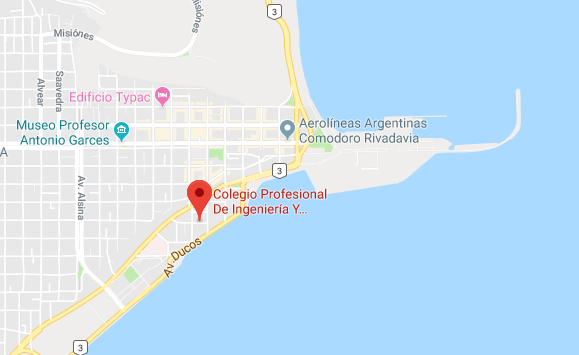 3
Misiones
Misiónes
Alvear
Saavedra
Edificio Typac
Museo Profesor
Antonio Garces
Aerolíneas Argentinas
Comodoro Rivadavia
A
3
Av. Alsina
Colegio Profesional
De Ingeniería Y...
Av. Ducos
3